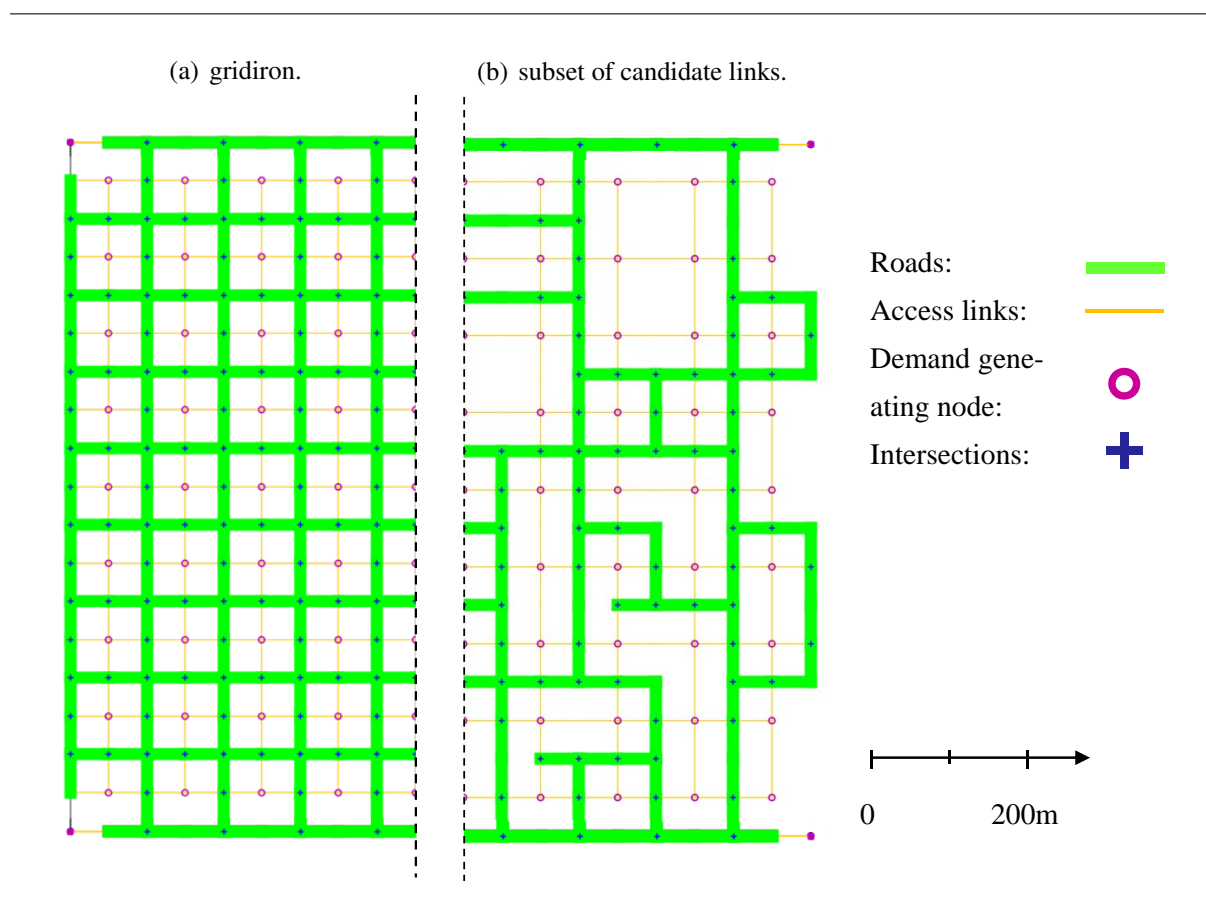 (a) gridiron.
(b) subset of candidate links.
Roads:
Access links:
Demand gene-
ating node:
Intersections:
0
200m